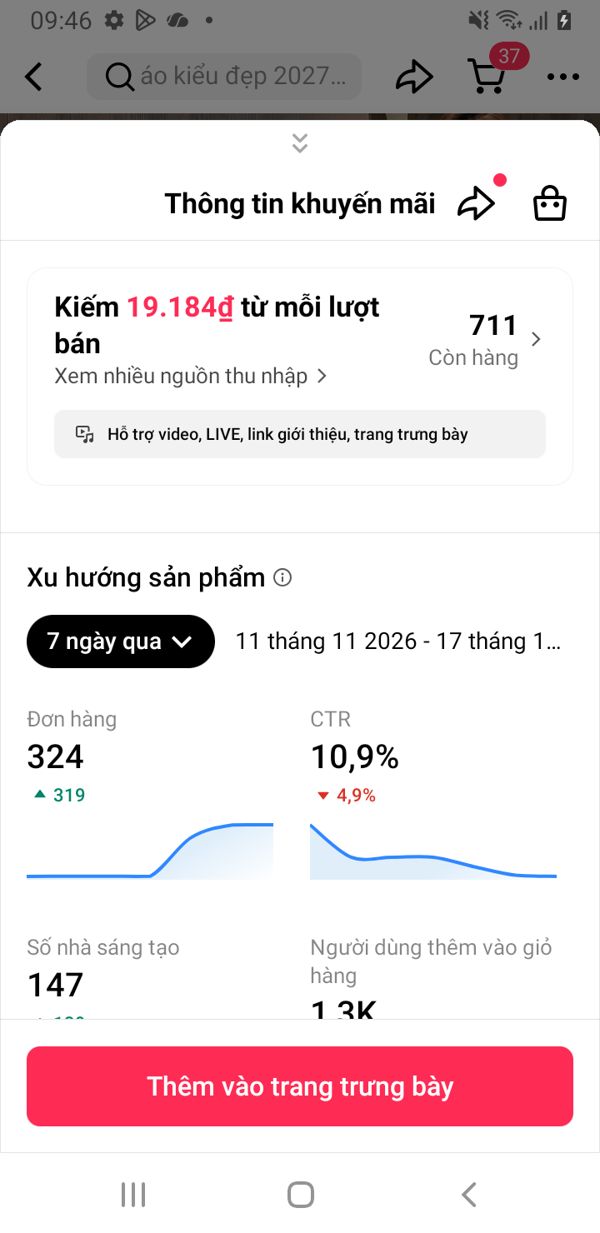 09:46
áo kiểu đẹp 2027...
37
Thông tin khuyến mãi
Kiếm 19.184₫ từ mỗi lượt
bán
711
Còn hàng
Xem nhiều nguồn thu nhập
Hỗ trợ video, LIVE, link giới thiệu, trang trưng bày
Xu hướng sản phẩm
7 ngày qua
11 tháng 11 2026 - 17 tháng 1...
Đơn hàng
324
319
CTR
10,9%
4,9%
Số nhà sáng tạo
147
Người dùng thêm vào giỏ
hàng
1.3K
Thêm vào trang trưng bày